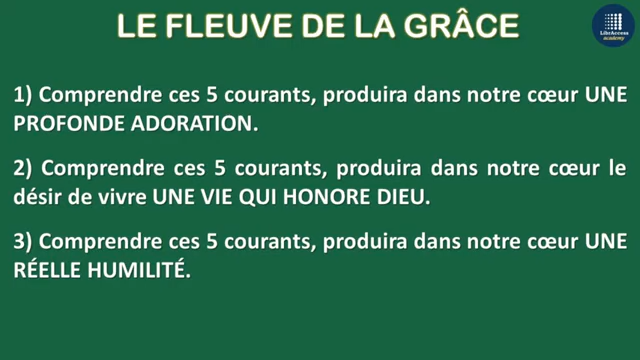 LE FLEUVE DE LA GRÂCE
LibrAccess
academy
1) Comprendre ces 5 courants, produira dans notre cœur UNE
PROFONDE ADORATION.
2) Comprendre ces 5 courants, produira dans notre cœur le
désir de vivre UNE VIE QUI HONORE DIEU.
3) Comprendre ces 5 courants, produira dans notre cœur UNE
RÉELLE HUMILITÉ.